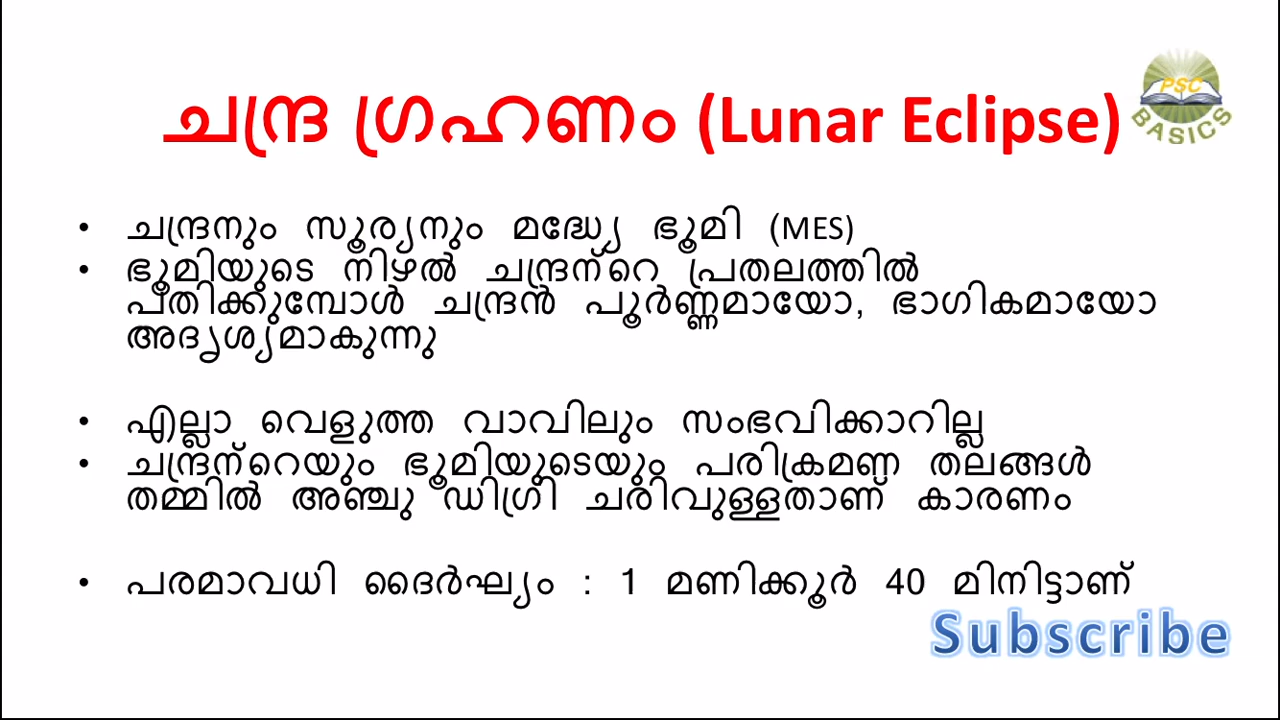 ചന്ദ്ര ഗ്രഹണം (Lunar Eclipse)
PSC
BASICS
• ചന്ദ്രനും സൂര്യനും മദ്ധ്യേ ഭൂമി (MES)
• ഭൂമിയുടെ നിഴൽ ചന്ദ്രന്റെ പ്രതലത്തിൽ
പതിക്കുമ്പോൾ ചന്ദ്രൻ പൂർണ്ണമായോ, ഭാഗികമായോ
അദൃശ്യമാകുന്നു
• എല്ലാ വെളുത്ത വാവിലും സംഭവിക്കാറില്ല
• ചന്ദ്രന്റെയും ഭൂമിയുടെയും പരിക്രമണ തലങ്ങൾ
തമ്മിൽ അഞ്ചു ഡിഗ്രി ചരിവുള്ളതാണ് കാരണം
• പരമാവധി ദൈർഘ്യം : 1 മണിക്കൂർ 40 മിനിട്ടാണ്
Subscribe